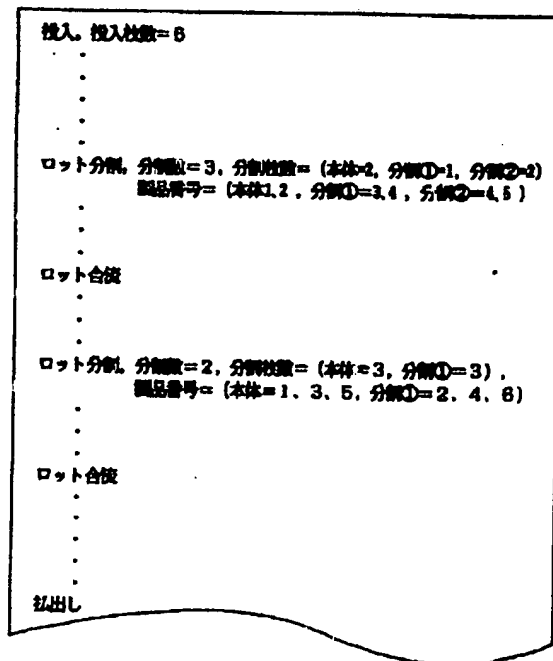 投入, 投入枚数=6
ロット分割, 分割数=3, 分割枚数= (本体=2, 分割①=1, 分割②=2)
製品番号= (本体1,2 , 分割①=3,4 , 分割②=4,5 )
ロット合流
ロット分割, 分割数=2, 分割枚数= (本体=3, 分割①=3) ,
製品番号= (本体=1, 3, 5, 分割①=2, 4, 6)
ロット合流
払出し